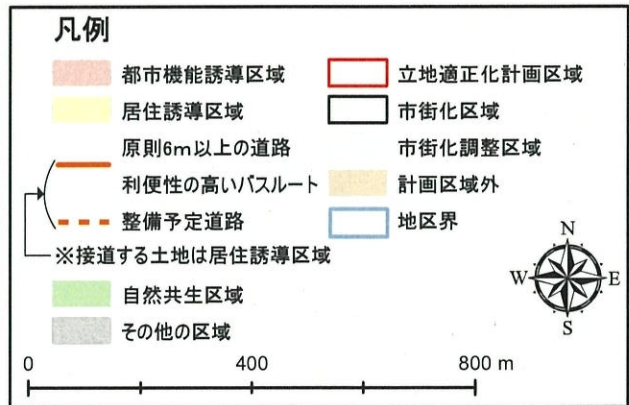 凡例
都市機能誘導区域
居住誘導区域
原則6m以上の道路
利便性の高いバスルート
整備予定道路
※接道する土地は居住誘導区域
自然共生区域
その他の区域
立地適正化計画区域
市街化区域
市街化調整区域
計画区域外
地区界
N
W E
S
0 400 800 m